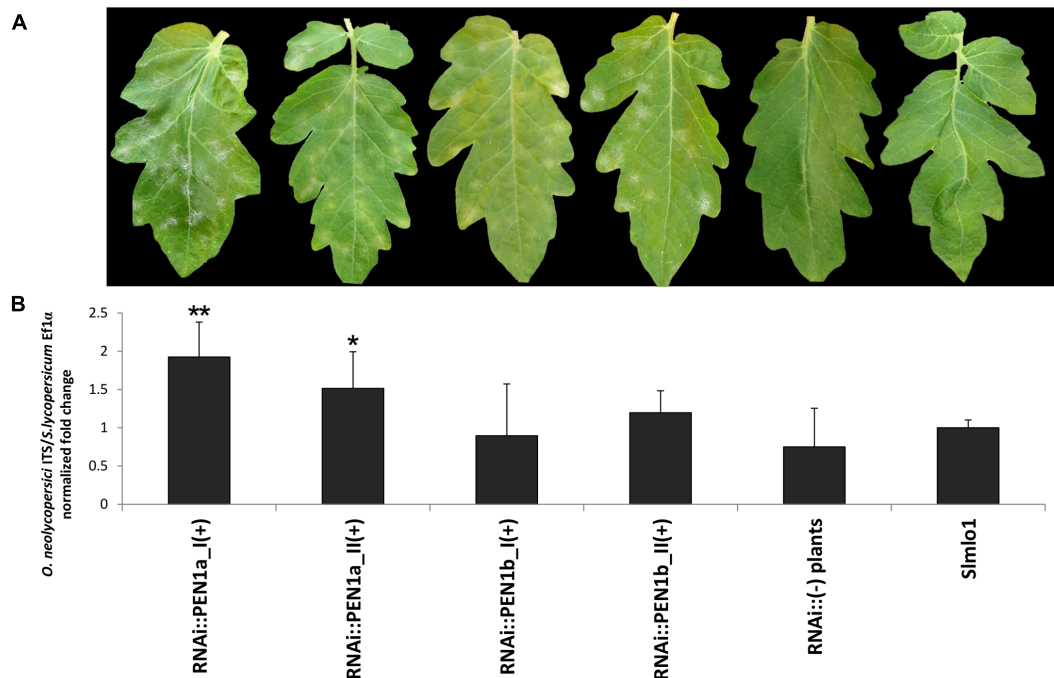 A
B
O. neolycopersici ITS/S.lycopersicum Ef1α
normalized fold change
2.5
2
1.5
1
0.5
0
**
*
RNAi::PEN1a_I(+)
RNAi::PEN1a_II(+)
RNAi::PEN1b_I(+)
RNAi::PEN1b_II(+)
RNAi::(-) plants
Slmlo1